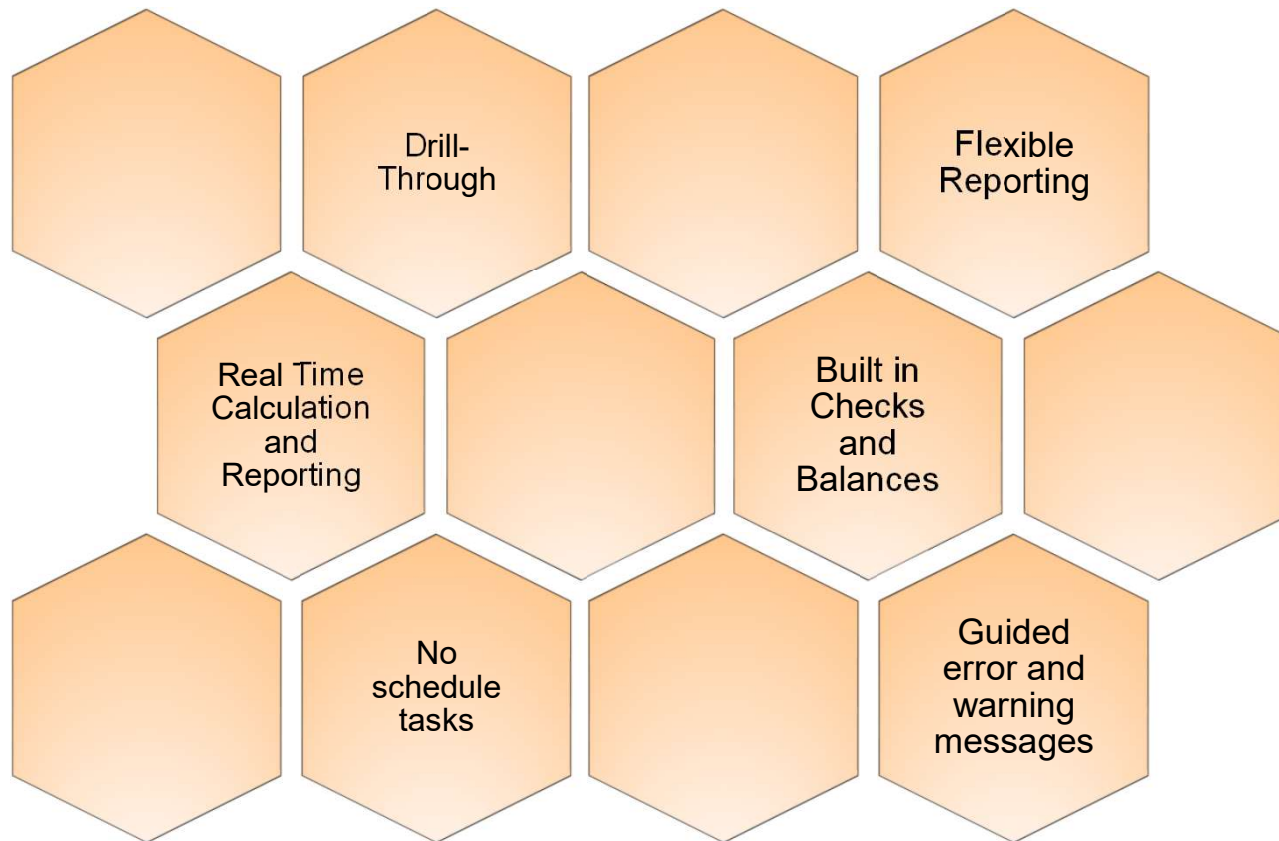 Drill-
Through
Flexible
Reporting
Real Time
Calculation
and
Reporting
Built in
Checks
and
Balances
No
schedule
tasks
Guided
error and
warning
messages